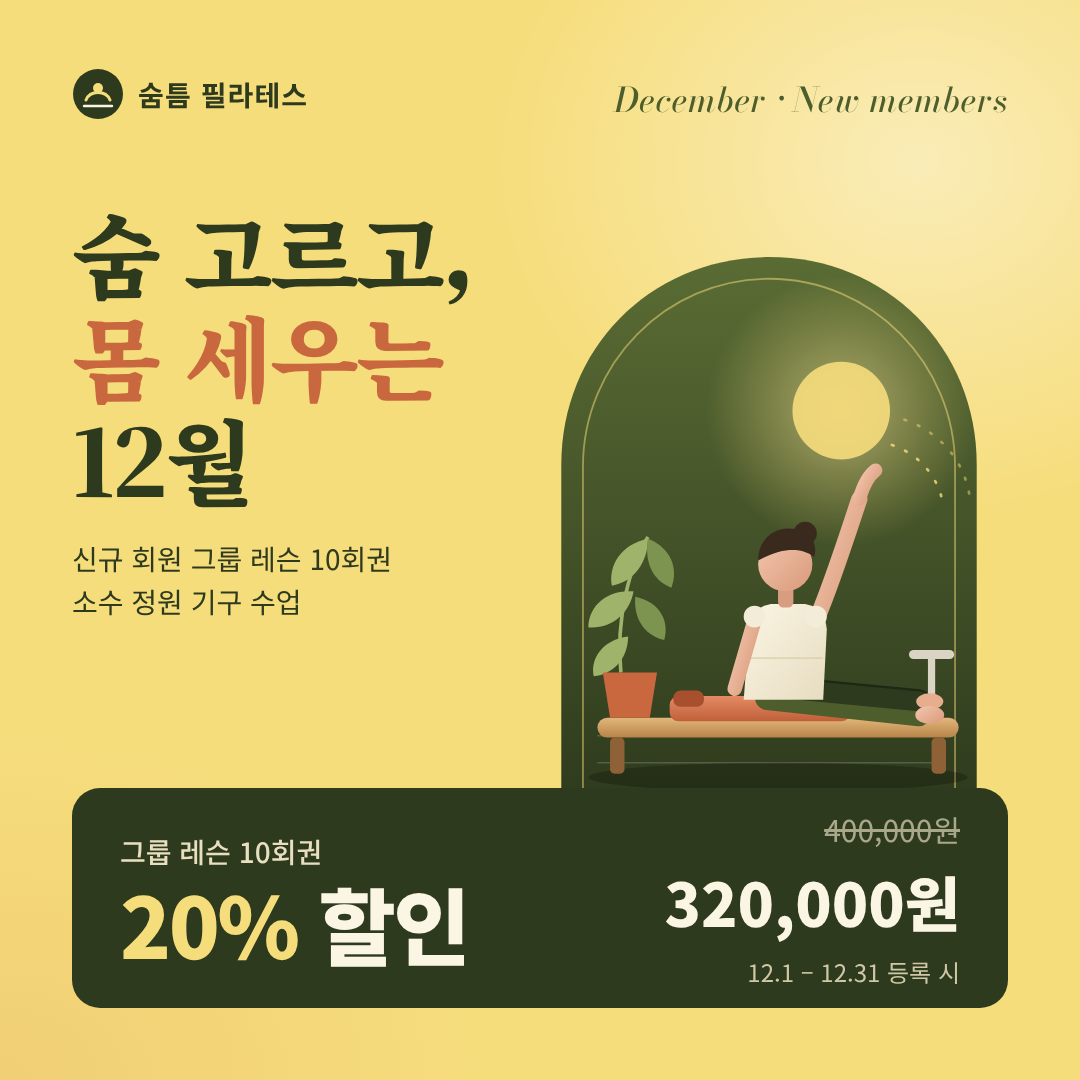 숨틈 필라테스
December · New members
숨 고르고,
몸 세우는
12월
신규 회원 그룹 레슨 10회권
소수 정원 기구 수업
그룹 레슨 10회권
20% 할인
400,000원
320,000원
12.1 – 12.31 등록 시